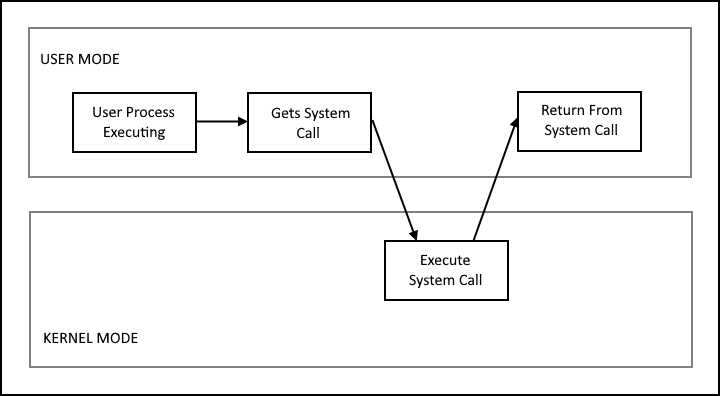 USER MODE
User Process
Executing
Gets System
Call
Return From
System Call
Execute
System Call
KERNEL MODE